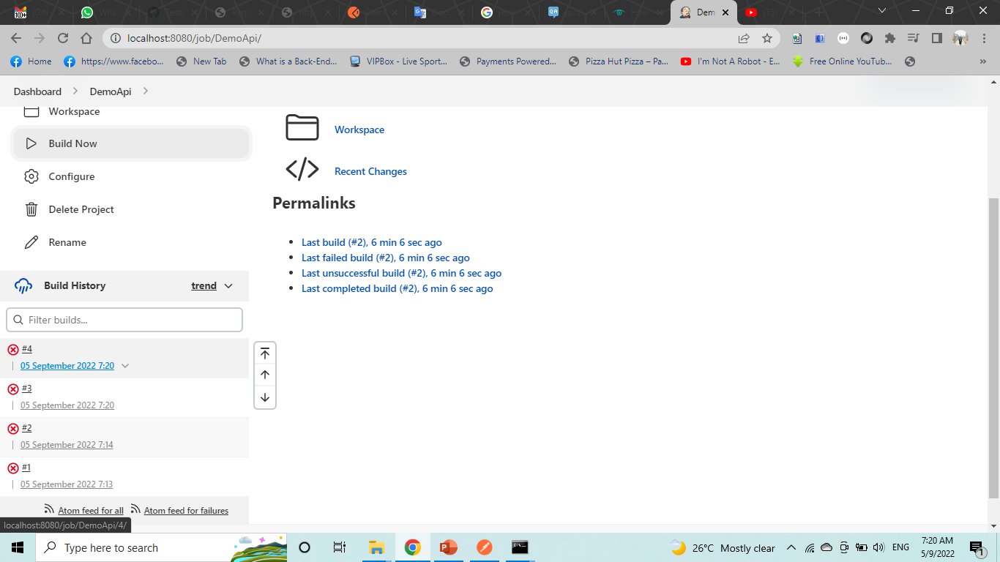 100+
Dem
(75)
localhost:8080/job/DemoApi/
Home
https://www.facebo...
New Tab
What is a Back-End...
VIPBox - Live Sport...
Payments Powered...
Pizza Hut Pizza – Pa...
I'm Not A Robot - E...
Free Online YouTub...
»
Dashboard
DemoApi
Workspace
Build Now
Configure
Delete Project
Rename
Build History
trend
Filter builds...
#4
05 September 2022 7:20
#3
05 September 2022 7:20
#2
05 September 2022 7:14
#1
05 September 2022 7:13
Atom feed for all
Atom feed for failures
Workspace
Recent Changes
Permalinks
Last build (#2), 6 min 6 sec ago
Last failed build (#2), 6 min 6 sec ago
Last unsuccessful build (#2), 6 min 6 sec ago
Last completed build (#2), 6 min 6 sec ago
localhost:8080/job/DemoApi/4/
Type here to search
26°C Mostly clear
ENG
7:20 AM
5/9/2022
1